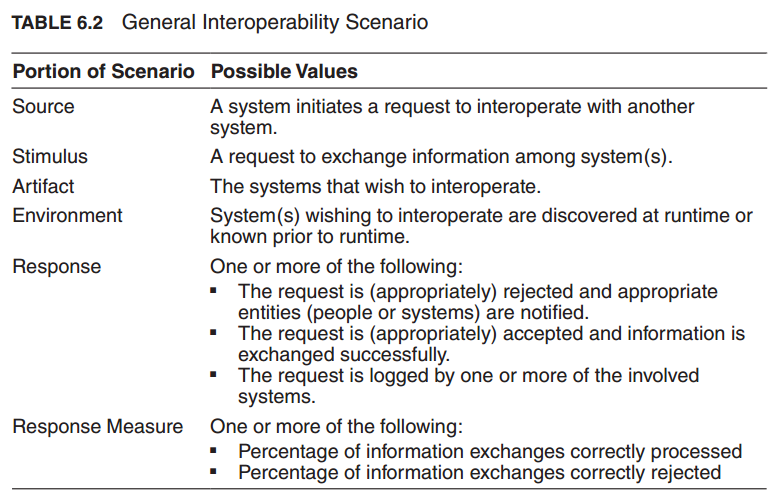 TABLE 6.2 General Interoperability Scenario
Portion of Scenario Possible Values
Source A system initiates a request to interoperate with another
system.
Stimulus A request to exchange information among system(s).
Artifact The systems that wish to interoperate.
Environment System(s) wishing to interoperate are discovered at runtime or
known prior to runtime.
Response One or more of the following:
▪ The request is (appropriately) rejected and appropriate
entities (people or systems) are notified.
▪ The request is (appropriately) accepted and information is
exchanged successfully.
▪ The request is logged by one or more of the involved
systems.
Response Measure One or more of the following:
▪ Percentage of information exchanges correctly processed
▪ Percentage of information exchanges correctly rejected